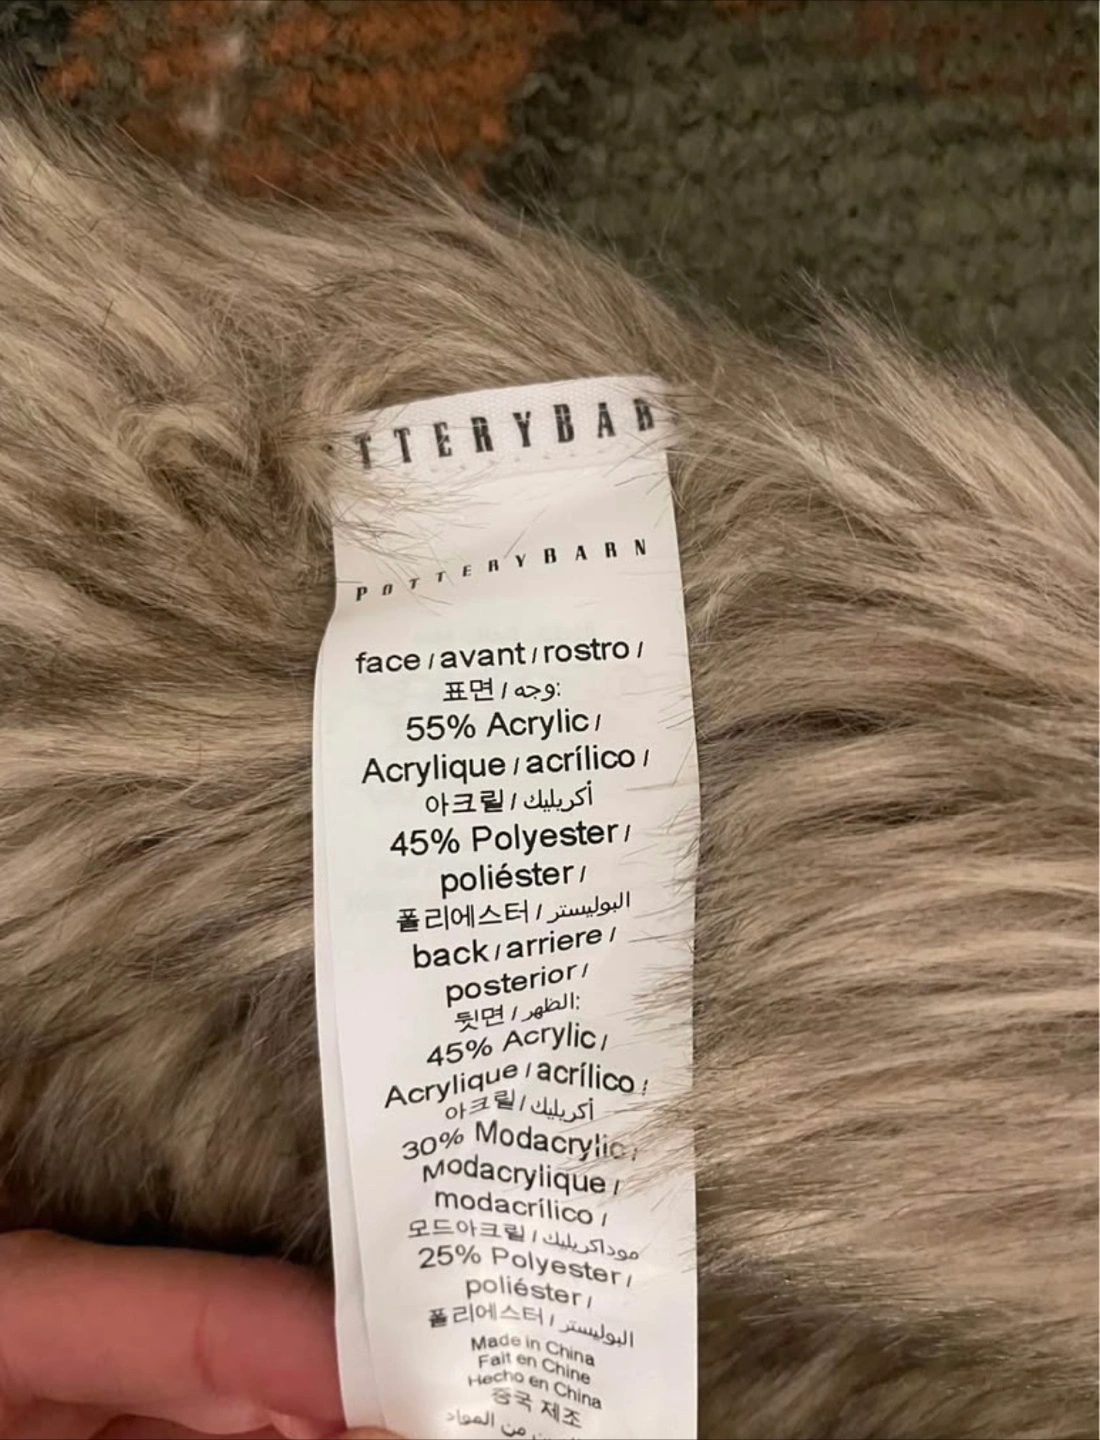 TTERYBAR
POTTERYBARN
face / avant / rostro /
표면 / وجه:
55% Acrylic /
Acrylique / acrílico /
아크릴 / أكريليك
45% Polyester /
poliéster /
폴리에스터 / البوليستر
back / arriere /
posterior /
뒷면 / الظهر:
45% Acrylic /
Acrylique / acrílico /
아크릴 / أكريليك
30% Modacrylic /
Modacrylique /
modacrílico /
모드아크릴 / موداكريليك
25% Polyester /
poliéster /
폴리에스터 / البوليستر
Made in China
Fait en Chine
Hecho en China
중국 제조
من المواد